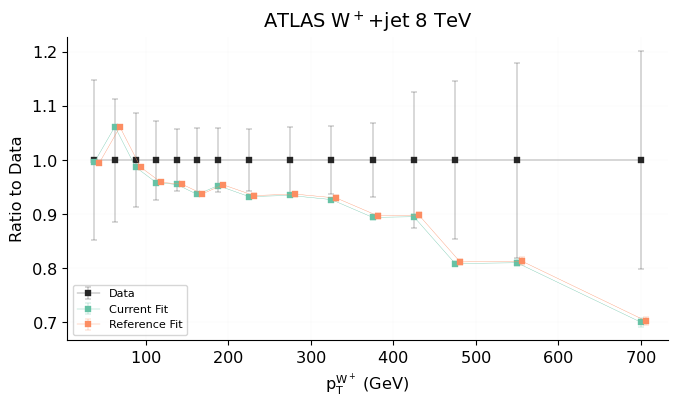 ATLAS W⁺+jet 8 TeV
Ratio to Data
1.2
1.1
1.0
0.9
0.8
0.7
Data
Current Fit
Reference Fit
100 200 300 400 500 600 700
p_T^{W⁺} (GeV)